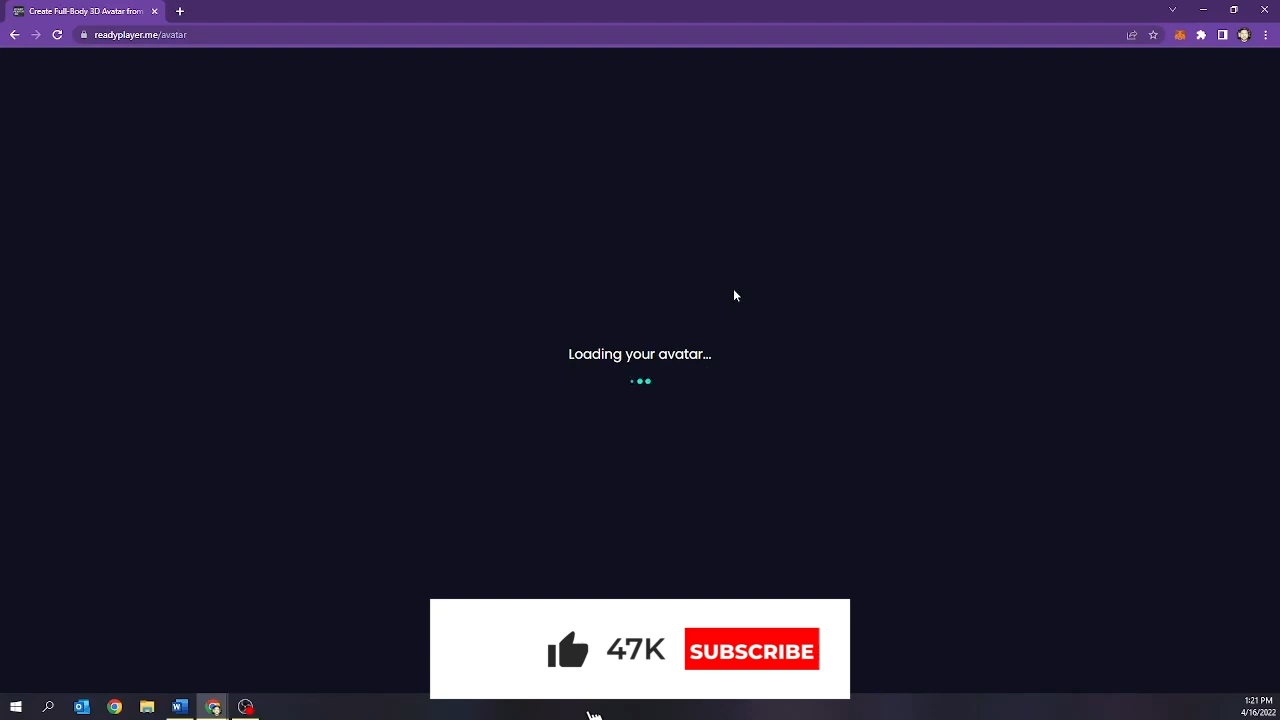 Create Full-Body 3D Avatar from
readyplayer.me/avatar
Loading your avatar...
47K
SUBSCRIBE
1:21 PM
4/16/2022